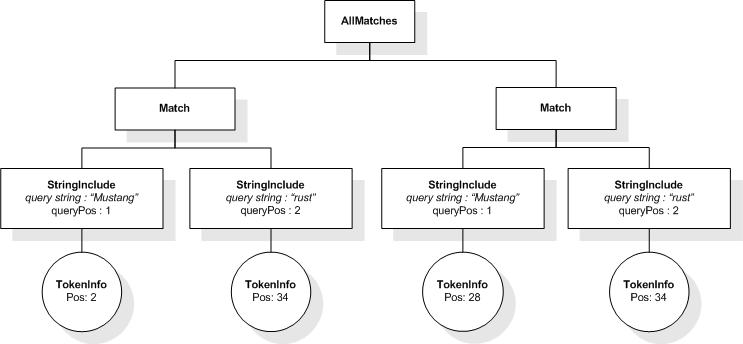 AllMatches
Match
Match
StringInclude
query string : “Mustang”
queryPos : 1
StringInclude
query string : “rust”
queryPos : 2
StringInclude
query string : “Mustang”
queryPos : 1
StringInclude
query string : “rust”
queryPos : 2
TokenInfo
Pos: 2
TokenInfo
Pos: 34
TokenInfo
Pos: 28
TokenInfo
Pos: 34